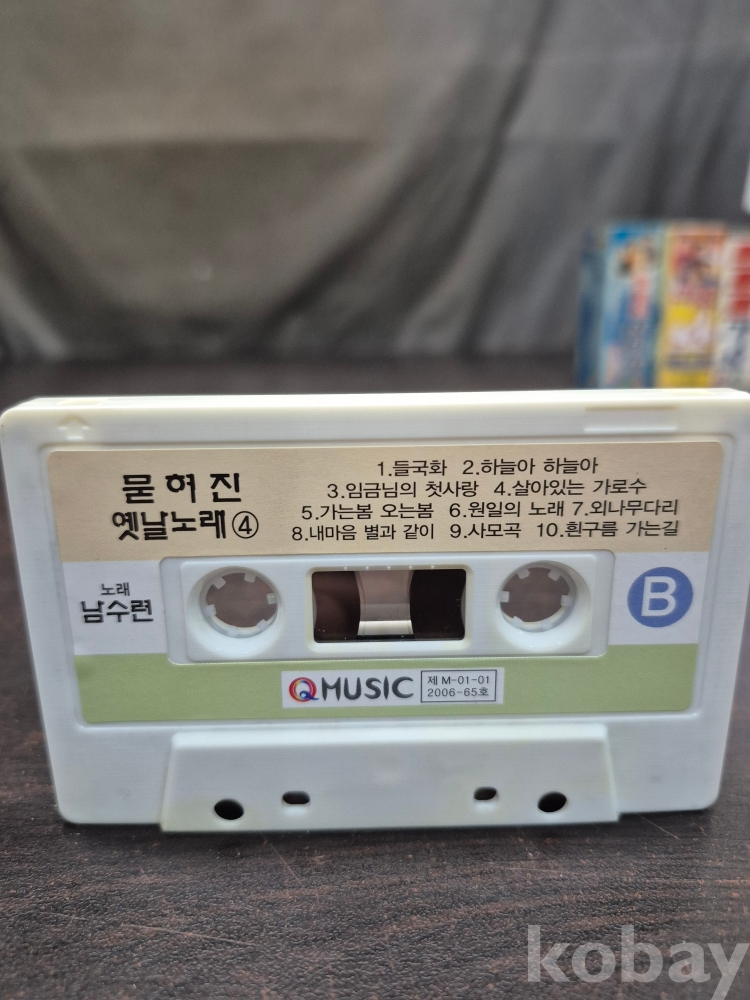 묻허진
옛날노래④
1.들국화 2.하늘아 하늘아
3.임금님의 첫사랑 4.살아있는 가로수
5.가는봄 오는봄 6.원일의 노래 7.외나무다리
8.내마음 별과 같이 9.사모곡 10.흰구름 가는길
노래
남수련
B
QMUSIC
제 M-01-01
2006-65호
kobay